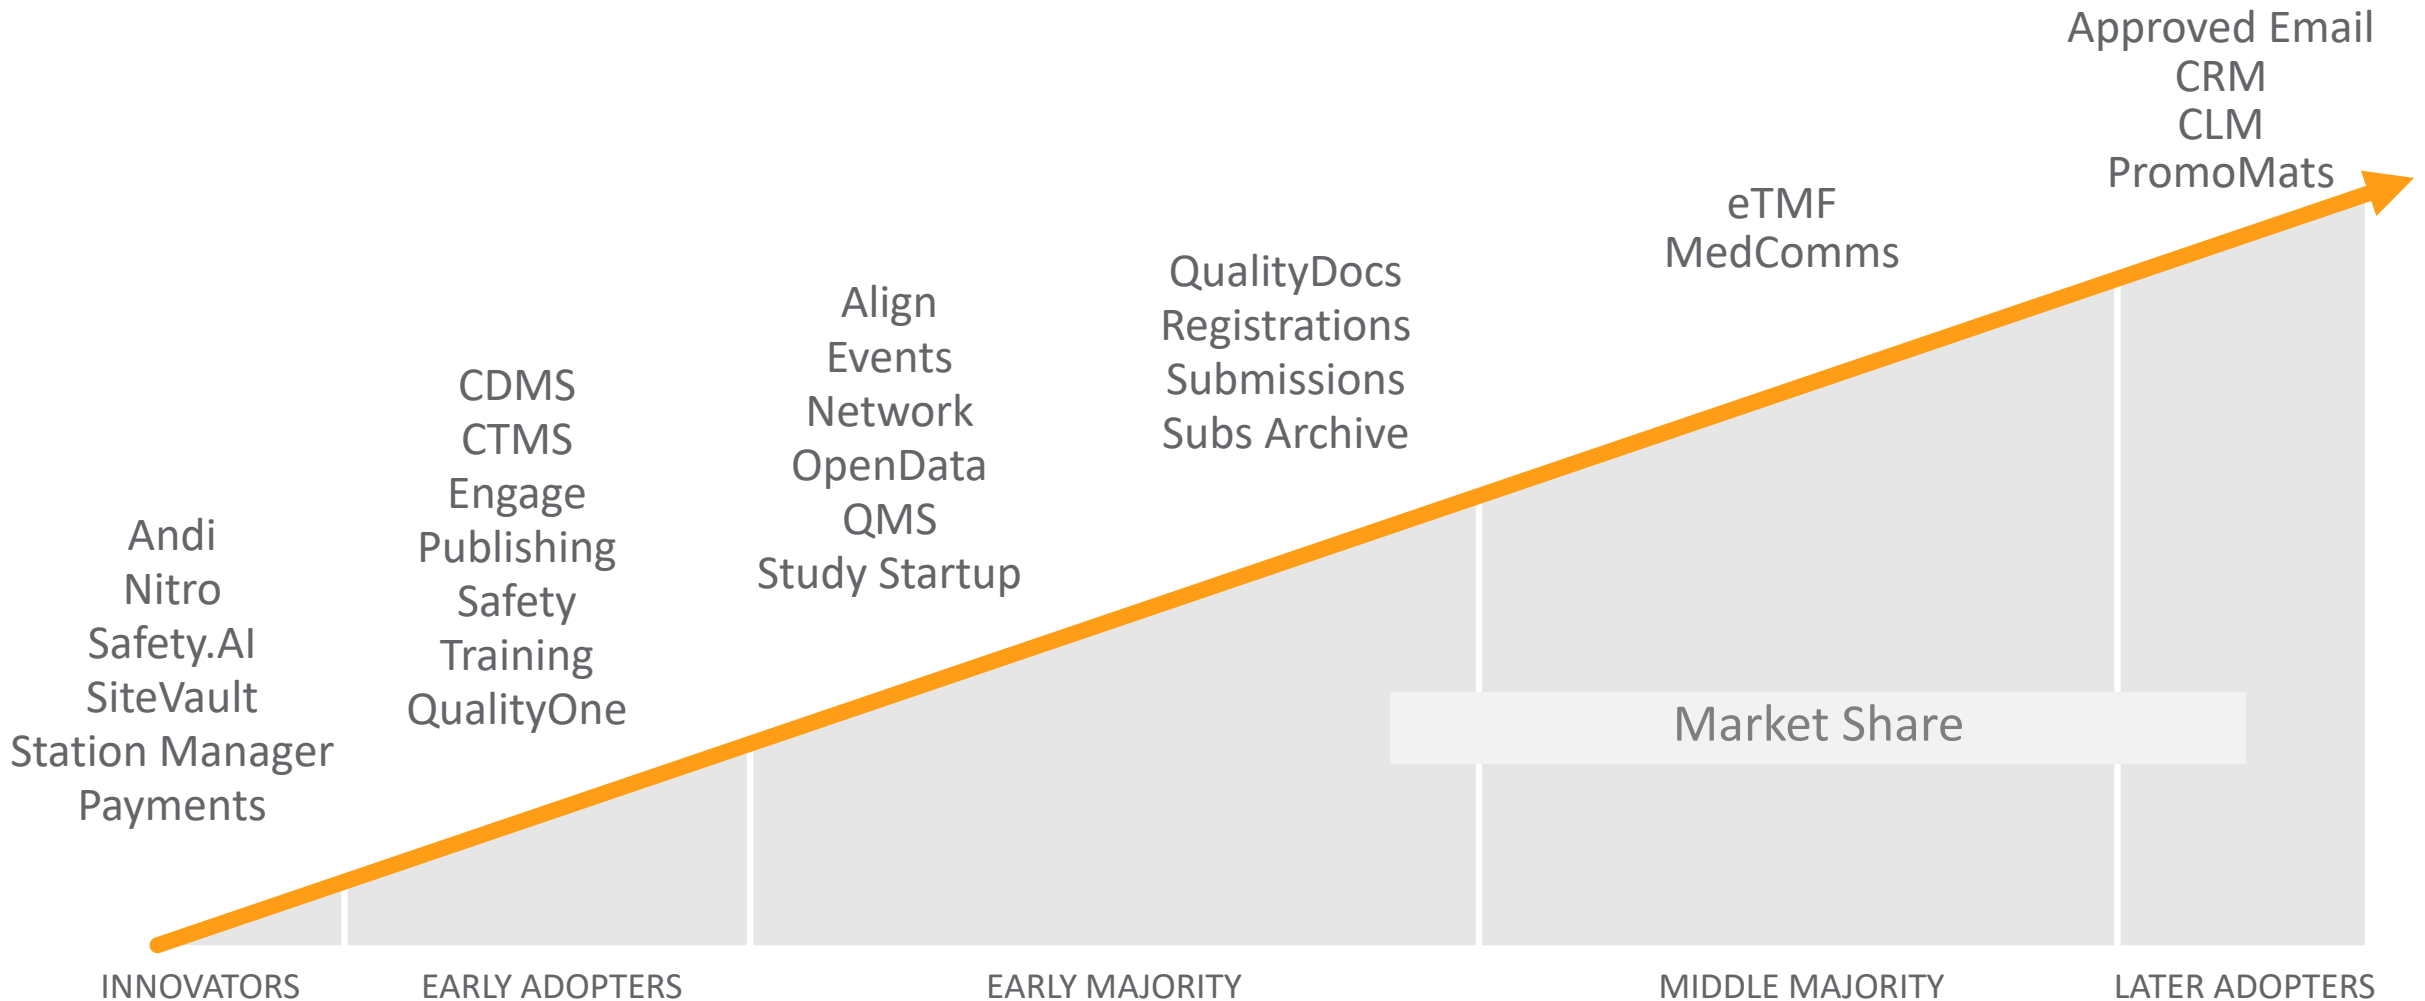 Approved Email
CRM
CLM
PromoMats
eTMF
MedComms
QualityDocs
Registrations
Submissions
Subs Archive
Align
Events
Network
OpenData
QMS
Study Startup
CDMS
CTMS
Engage
Publishing
Safety
Training
QualityOne
Andi
Nitro
Safety.AI
SiteVault
Station Manager
Payments
Market Share
INNOVATORS
EARLY ADOPTERS
EARLY MAJORITY
MIDDLE MAJORITY
LATER ADOPTERS